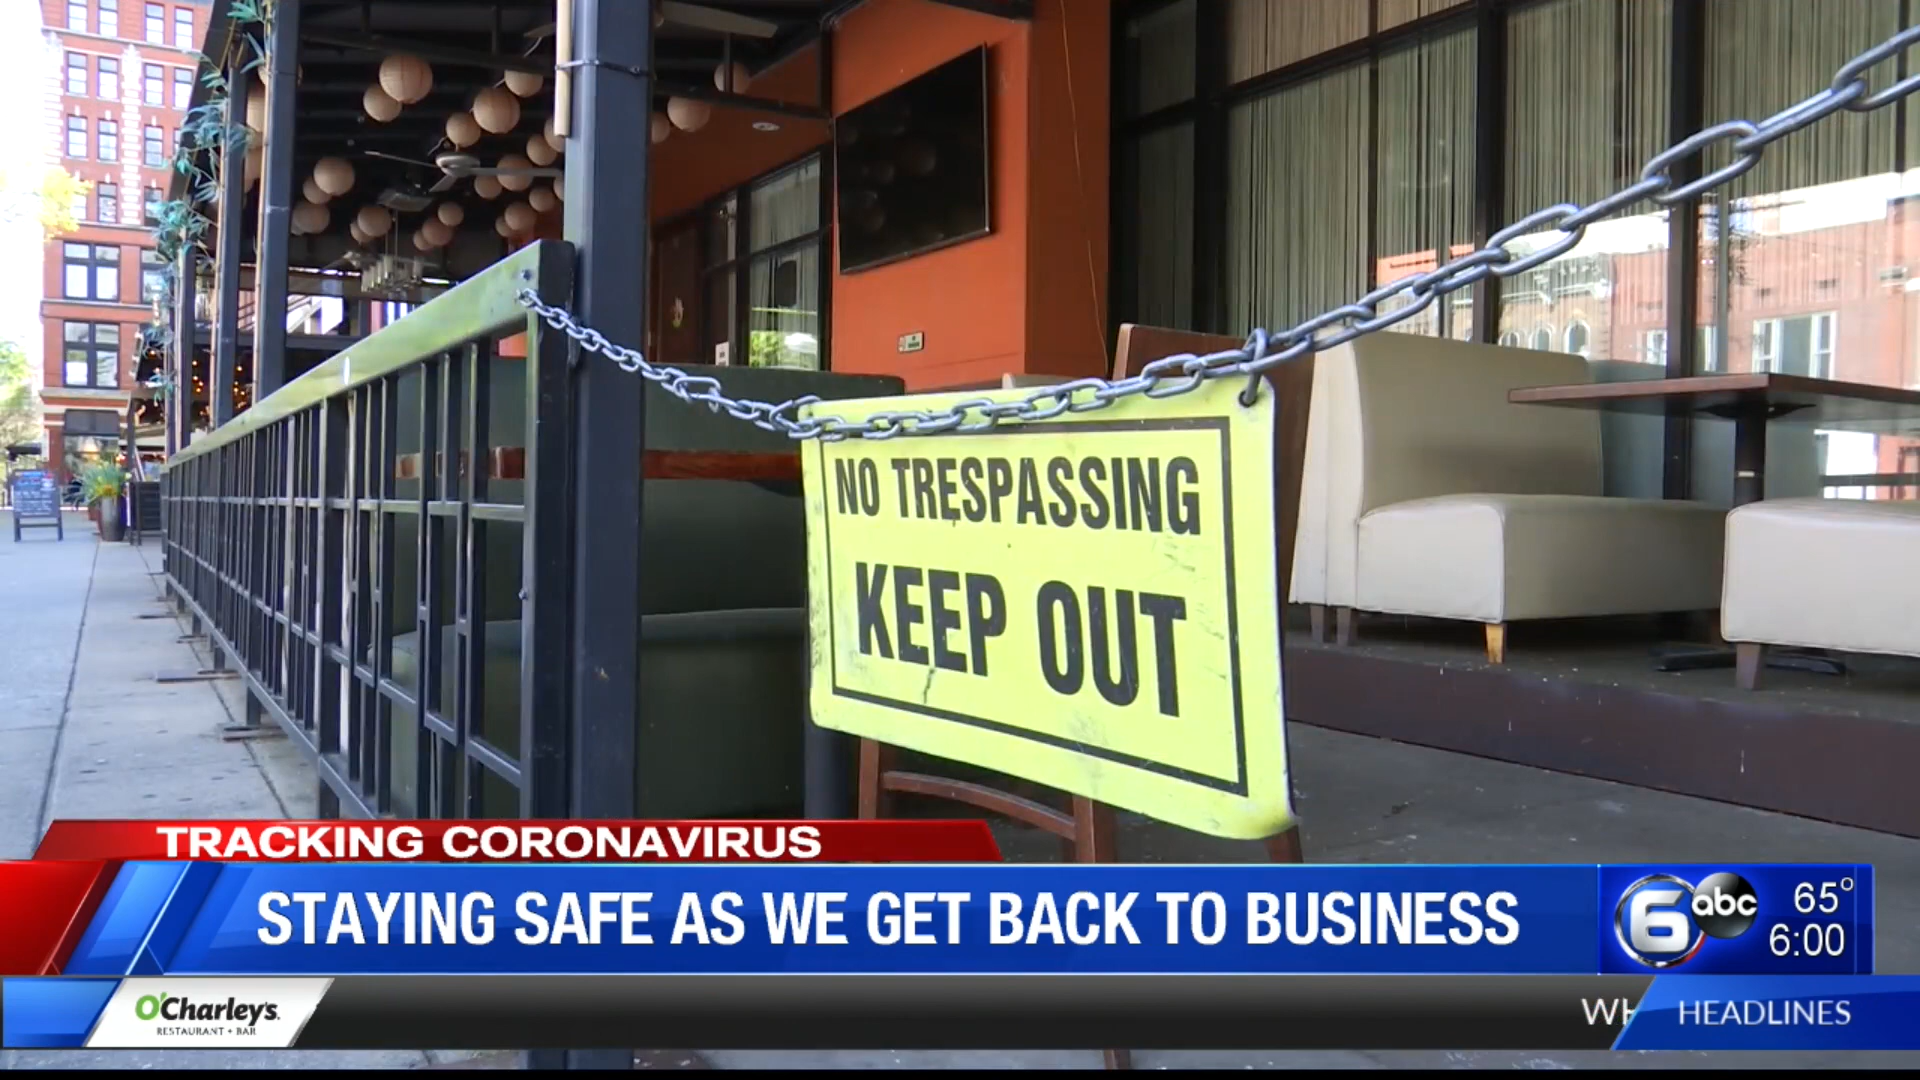 NO TRESPASSING
KEEP OUT
TRACKING CORONAVIRUS
STAYING SAFE AS WE GET BACK TO BUSINESS
6 abc 65°
6:00
O'Charley's
RESTAURANT + BAR
WH
HEADLINES